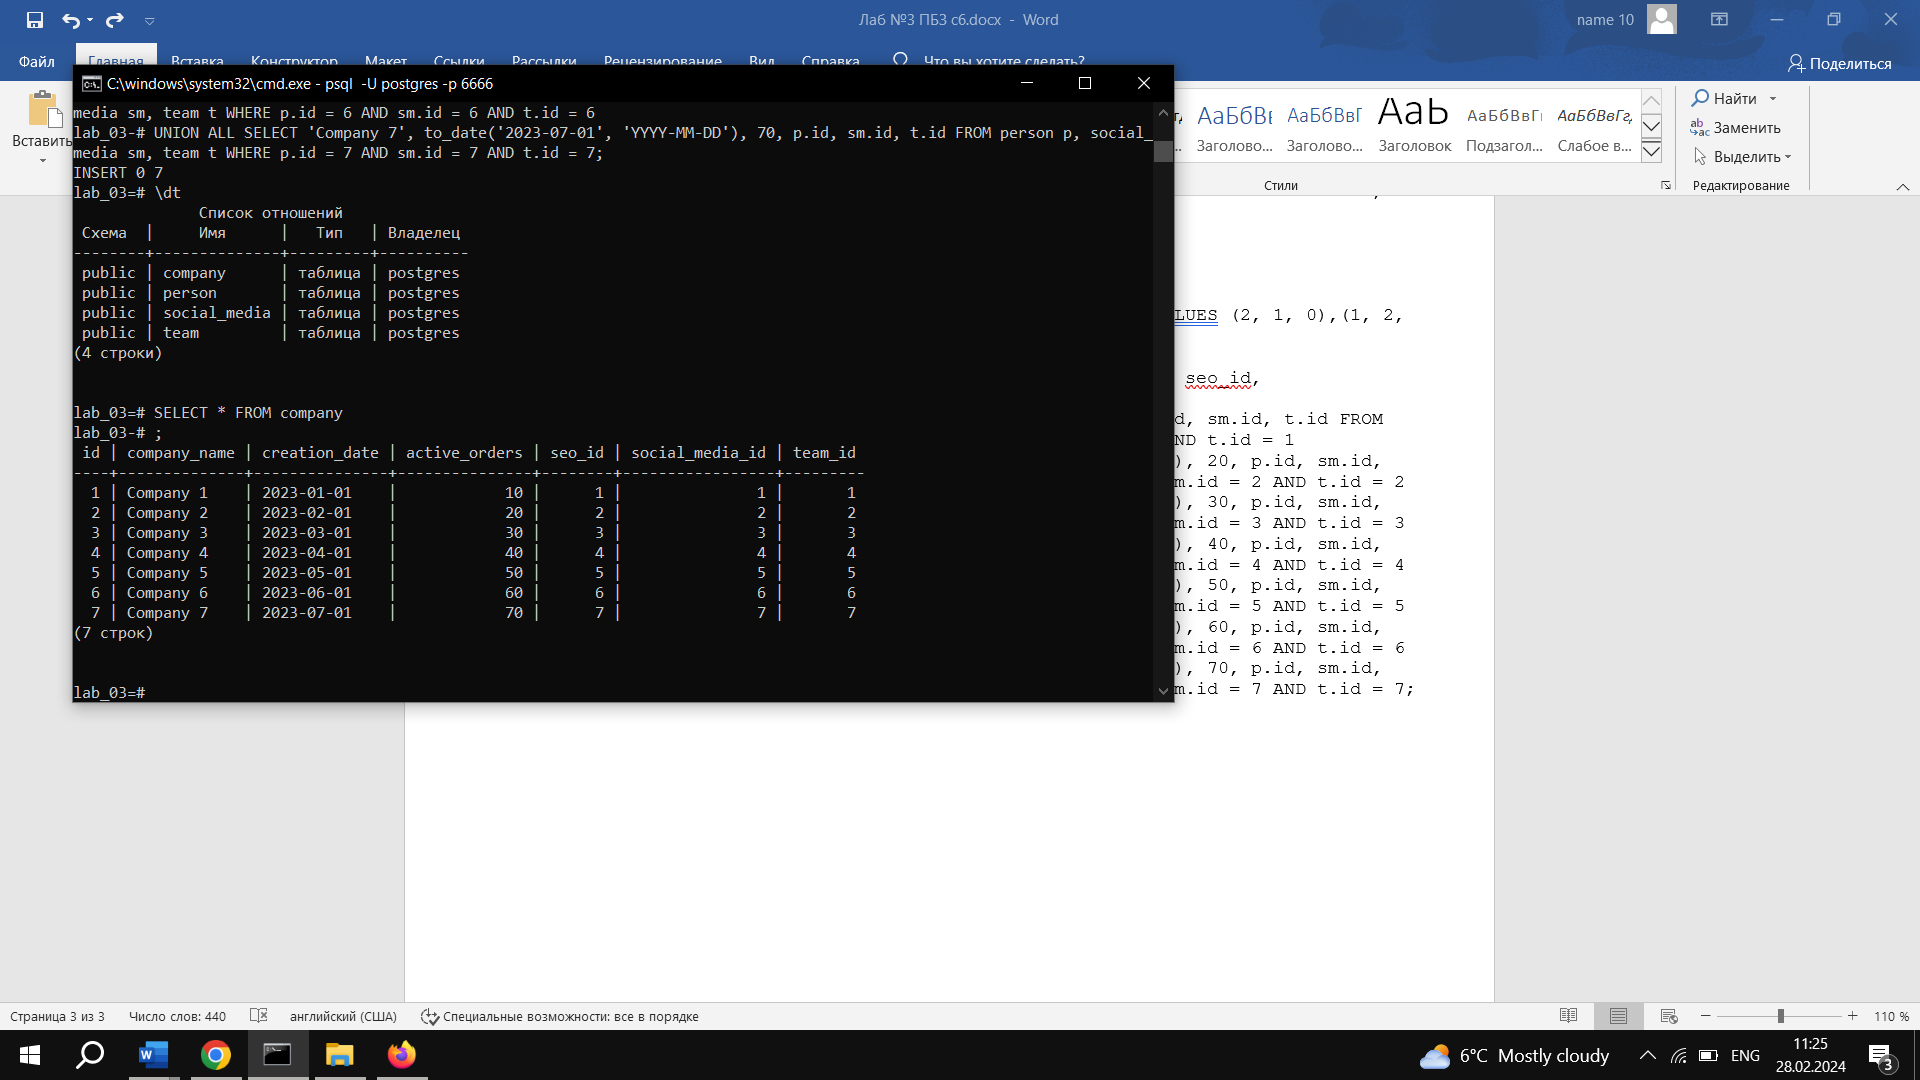 Лаб №3 ПБЗ с6.docx - Word
name 10
Файл Главная Вставка Конструктор Макет Ссылки Рассылки Рецензирование Вид Справка Что вы хотите сделать?
Поделиться
Вставить
АаБбВı АаБбВвГ АаЬ АаБбВвГı АаБбВвГг,
Заголово... Заголово... Заголовок Подзагол... Слабое в...
Стили
Найти
Заменить
Выделить
Редактирование
C:\windows\system32\cmd.exe - psql -U postgres -p 6666
media sm, team t WHERE p.id = 6 AND sm.id = 6 AND t.id = 6
lab_03-# UNION ALL SELECT 'Company 7', to_date('2023-07-01', 'YYYY-MM-DD'), 70, p.id, sm.id, t.id FROM person p, social_
media sm, team t WHERE p.id = 7 AND sm.id = 7 AND t.id = 7;
INSERT 0 7
lab_03=# \dt
Список отношений
Схема | Имя | Тип | Владелец
--------+--------------+---------+----------
public | company | таблица | postgres
public | person | таблица | postgres
public | social_media | таблица | postgres
public | team | таблица | postgres
(4 строки)
lab_03=# SELECT * FROM company
lab_03-# ;
id | company_name | creation_date | active_orders | seo_id | social_media_id | team_id
----+--------------+---------------+---------------+--------+-----------------+---------
1 | Company 1 | 2023-01-01 | 10 | 1 | 1 | 1
2 | Company 2 | 2023-02-01 | 20 | 2 | 2 | 2
3 | Company 3 | 2023-03-01 | 30 | 3 | 3 | 3
4 | Company 4 | 2023-04-01 | 40 | 4 | 4 | 4
5 | Company 5 | 2023-05-01 | 50 | 5 | 5 | 5
6 | Company 6 | 2023-06-01 | 60 | 6 | 6 | 6
7 | Company 7 | 2023-07-01 | 70 | 7 | 7 | 7
(7 строк)
lab_03=#
LUES (2, 1, 0),(1, 2,
seo_id,
d, sm.id, t.id FROM
ND t.id = 1
), 20, p.id, sm.id,
m.id = 2 AND t.id = 2
), 30, p.id, sm.id,
m.id = 3 AND t.id = 3
), 40, p.id, sm.id,
m.id = 4 AND t.id = 4
), 50, p.id, sm.id,
m.id = 5 AND t.id = 5
), 60, p.id, sm.id,
m.id = 6 AND t.id = 6
), 70, p.id, sm.id,
m.id = 7 AND t.id = 7;
Страница 3 из 3 Число слов: 440 английский (США) Специальные возможности: все в порядке
110 %
6°C Mostly cloudy
ENG
11:25
28.02.2024
3